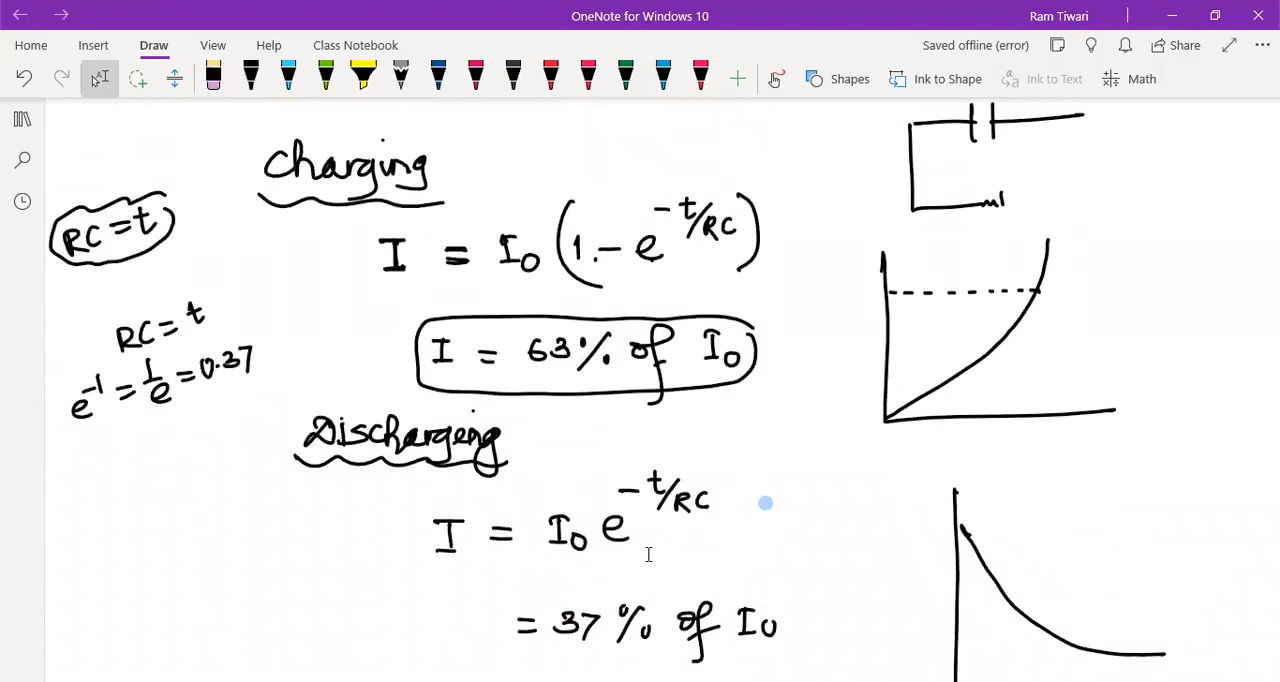 OneNote for Windows 10
Ram Tiwari
Home Insert Draw View Help Class Notebook
Saved offline (error)
Share
Shapes
Ink to Shape
Ink to Text
Math
Charging
RC = t
I = I0 (1 - e^-t/RC)
RC = t
e^-1 = 1/e = 0.37
I = 63% of I0
Dischargeing
I = I0 e^-t/RC
= 37 % of I0